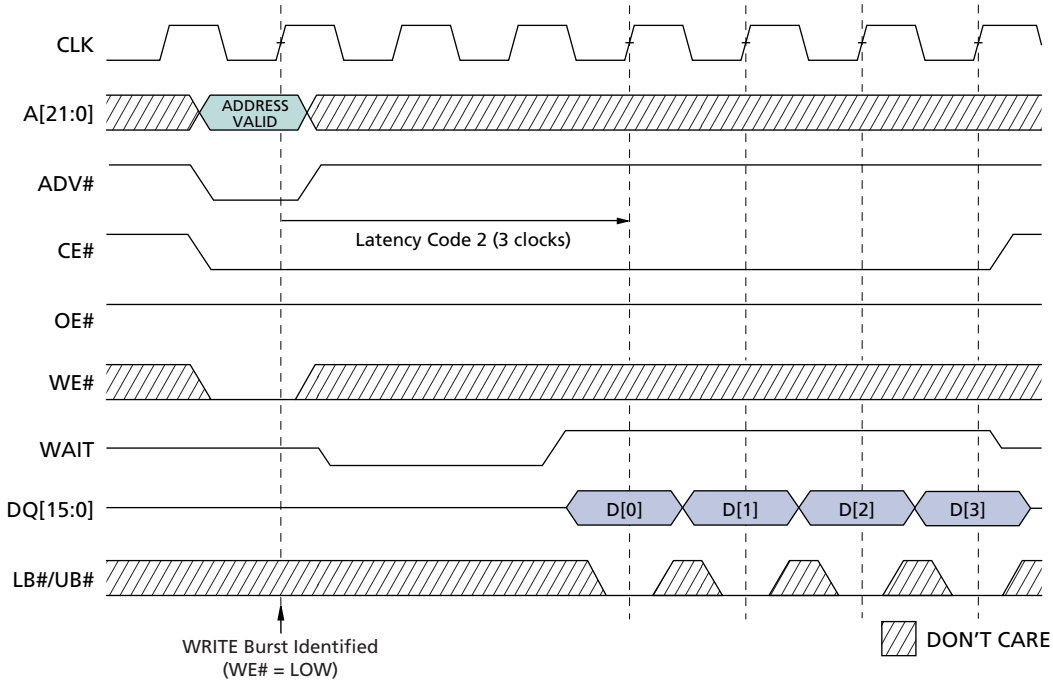 CLK
A[21:0]
ADDRESS
VALID
ADV#
Latency Code 2 (3 clocks)
CE#
OE#
WE#
WAIT
DQ[15:0]
D[0]
D[1]
D[2]
D[3]
LB#/UB#
WRITE Burst Identified
(WE# = LOW)
DON'T CARE